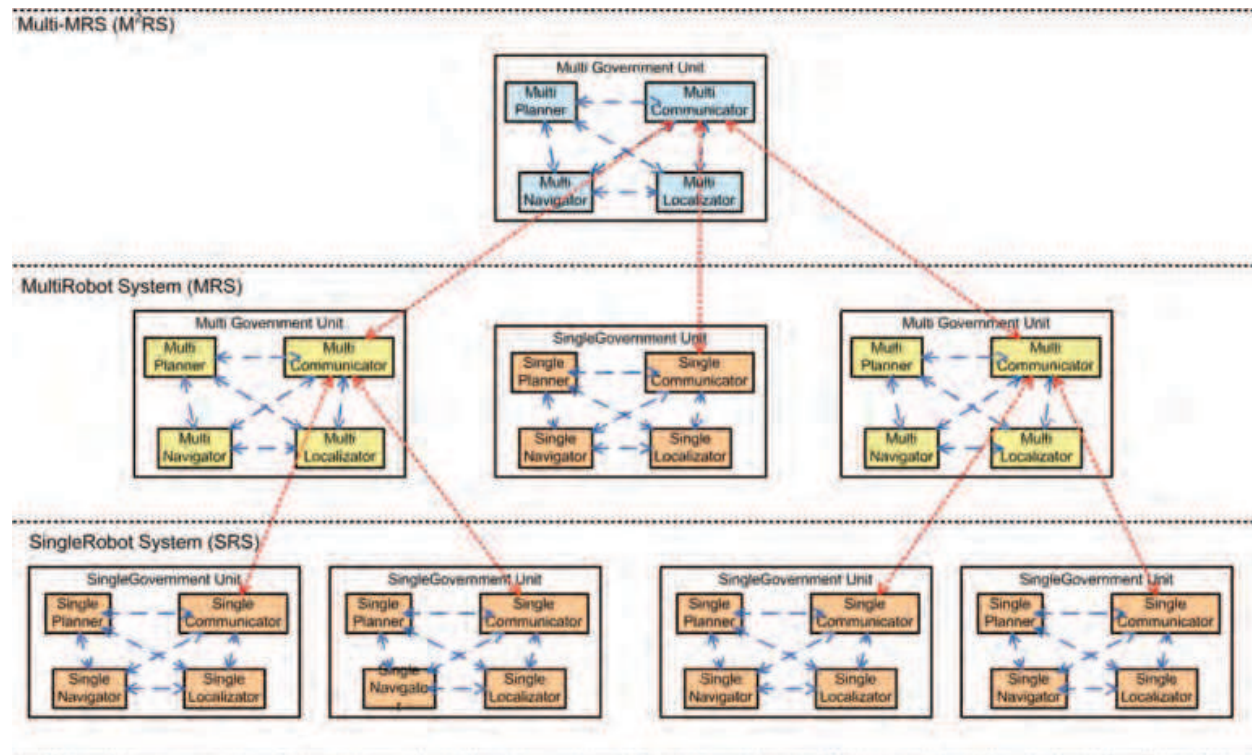 Multi-MRS (M²RS)
Multi Government Unit
Multi
Planner
Multi
Communicator
Multi
Navigator
Multi
Localizator
MultiRobot System (MRS)
Multi Government Unit
Multi
Planner
Multi
Communicator
Multi
Navigator
Multi
Localizator
SingleGovernment Unit
Single
Planner
Single
Communicator
Single
Navigator
Single
Localizator
Multi Government Unit
Multi
Planner
Multi
Communicator
Multi
Navigator
Multi
Localizator
SingleRobot System (SRS)
SingleGovernment Unit
Single
Planner
Single
Communicator
Single
Navigator
Single
Localizator
SingleGovernment Unit
Single
Planner
Single
Communicator
Single
Navigato
r
Single
Localizator
SingleGovernment Unit
Single
Planner
Single
Communicator
Single
Navigator
Single
Localizator
SingleGovernment Unit
Single
Planner
Single
Communicator
Single
Navigator
Single
Localizator